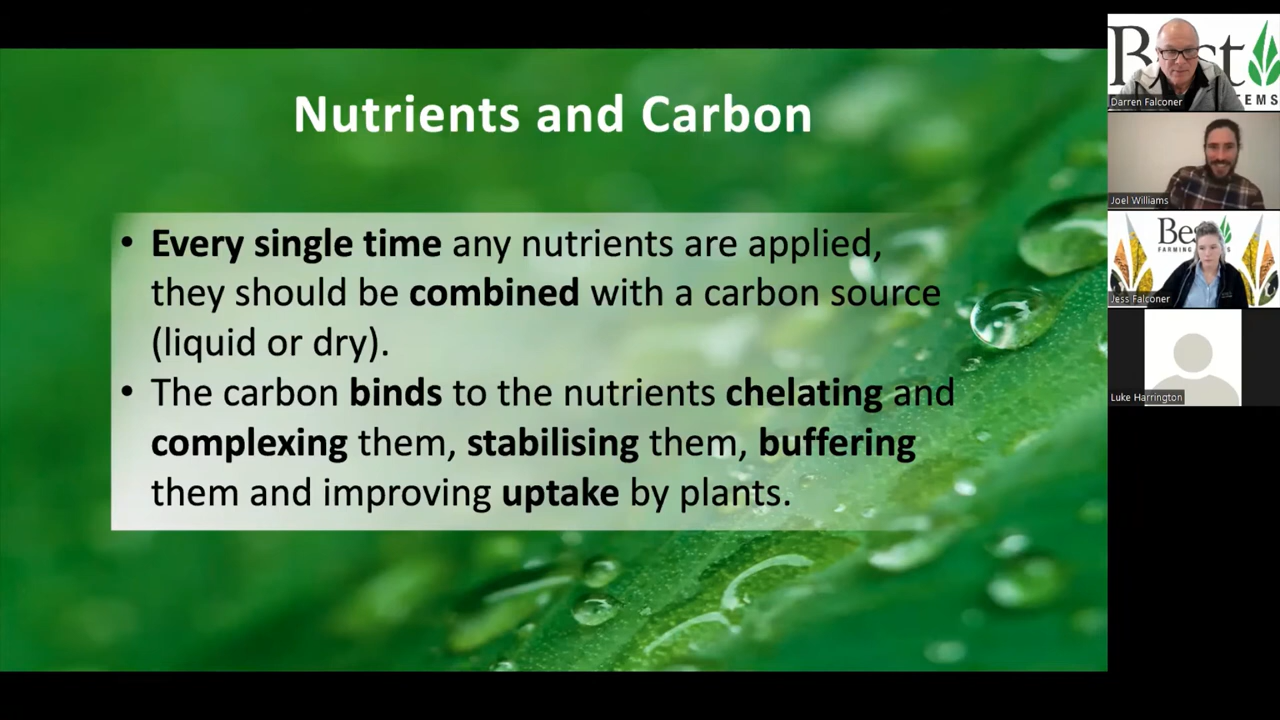 Nutrients and Carbon
• Every single time any nutrients are applied,
they should be combined with a carbon source
(liquid or dry).
• The carbon binds to the nutrients chelating and
complexing them, stabilising them, buffering
them and improving uptake by plants.
EMS
Darren Falconer
Joel Williams
Bes
Jess Falconer
Luke Harrington